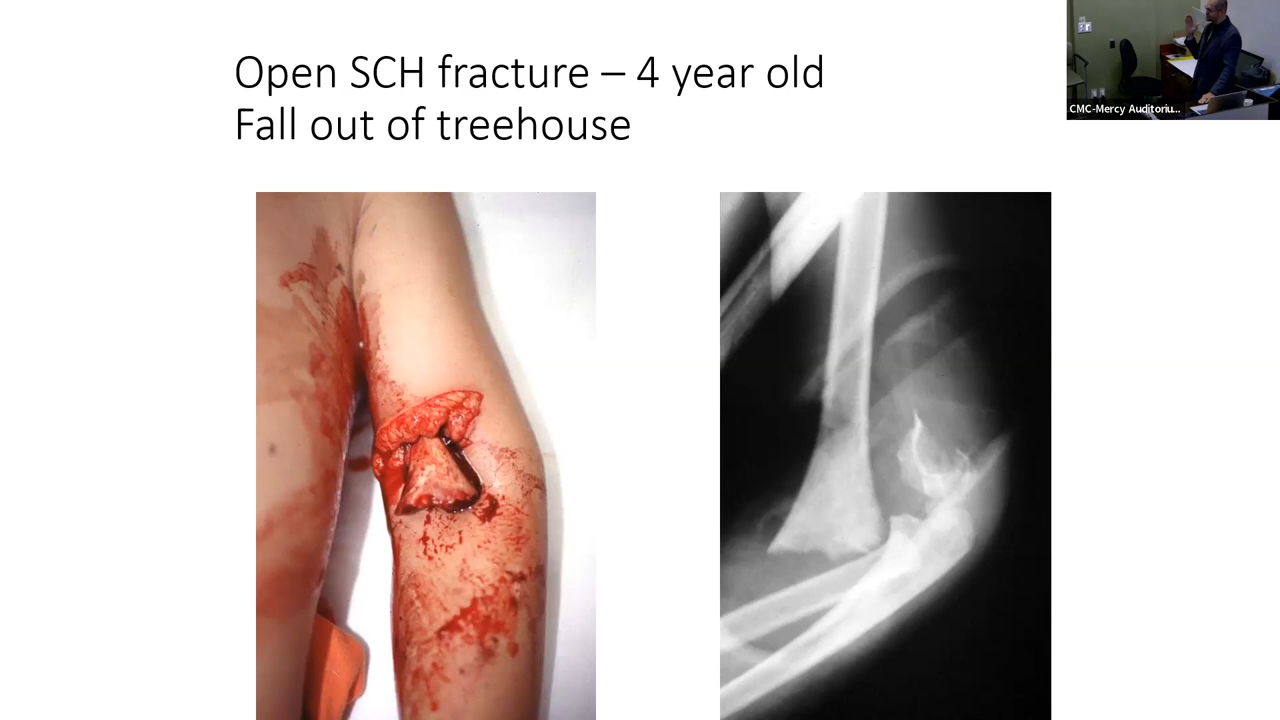 Open SCH fracture – 4 year old
Fall out of treehouse
CMC-Mercy Auditoriu...